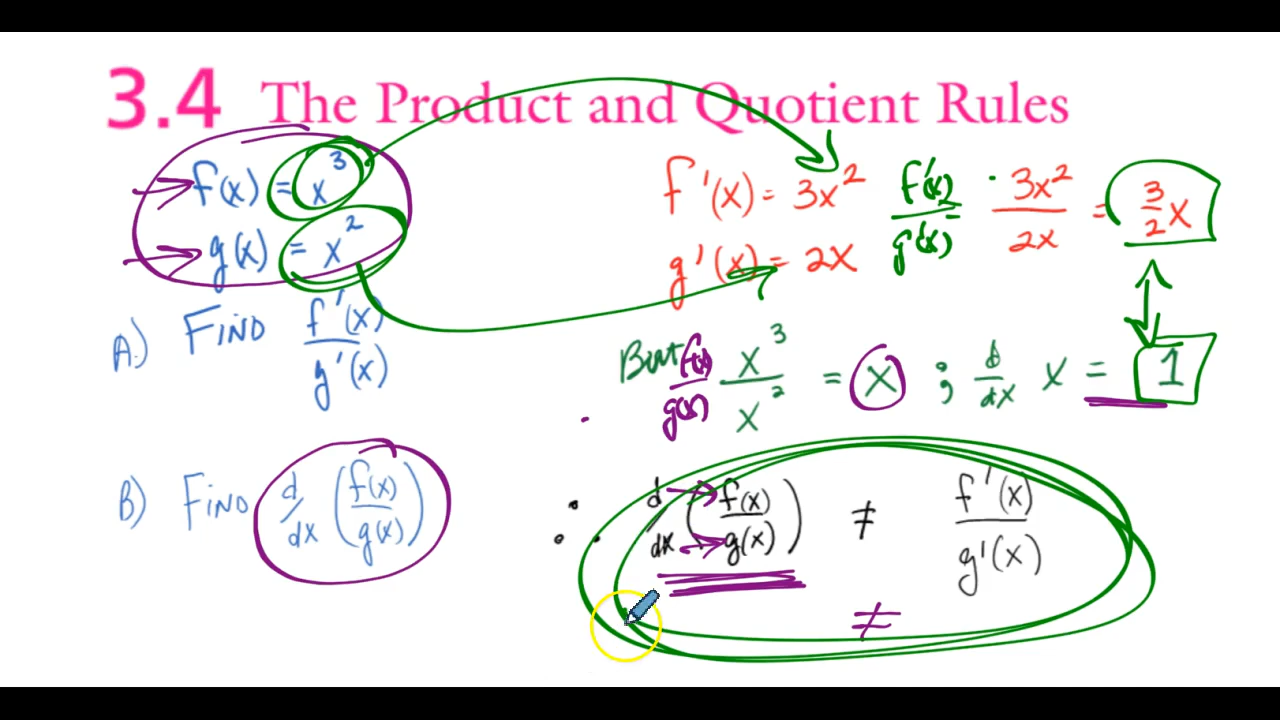 3.4 The Product and Quotient Rules
f(x) = x³
g(x) = x²
f'(x) = 3x²
g'(x) = 2x
f'(x)/g'(x) = 3x²/2x = 3/2 x
A.) FIND f'(x)/g'(x)
But f(x)/g(x) x³/x² = x ; d/dx x = 1
B) FIND d/dx (f(x)/g(x))
∴ d/dx (f(x)/g(x)) ≠ f'(x)/g'(x)
≠